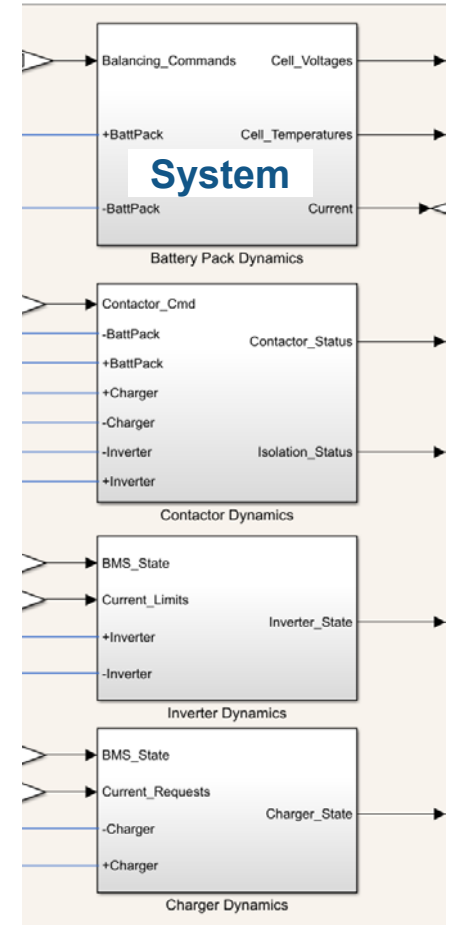 Balancing_Commands Cell_Voltages
+BattPack Cell_Temperatures
System
-BattPack Current
Battery Pack Dynamics
Contactor_Cmd
-BattPack Contactor_Status
+BattPack
+Charger
-Charger
-Inverter Isolation_Status
+Inverter
Contactor Dynamics
BMS_State
Current_Limits
Inverter_State
+Inverter
-Inverter
Inverter Dynamics
BMS_State
Current_Requests
Charger_State
-Charger
+Charger
Charger Dynamics